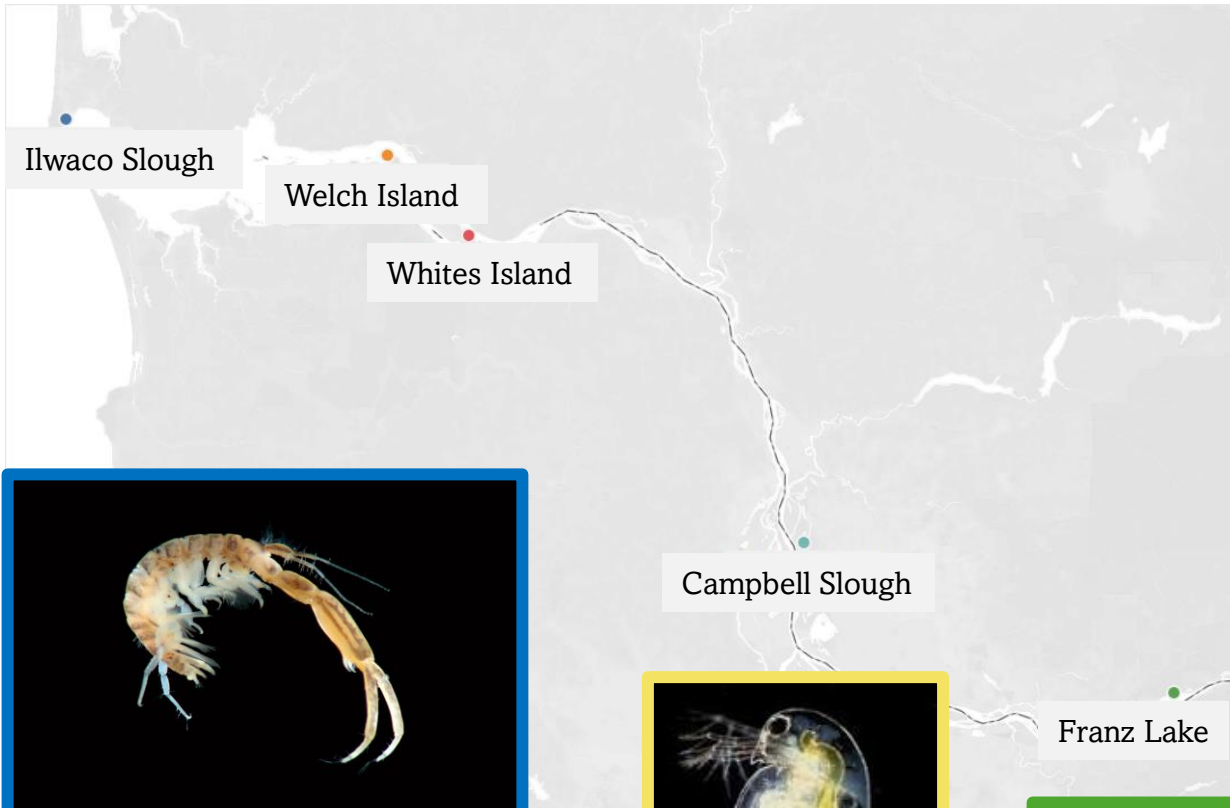 Ilwaco Slough
Welch Island
Whites Island
Campbell Slough
Franz Lake